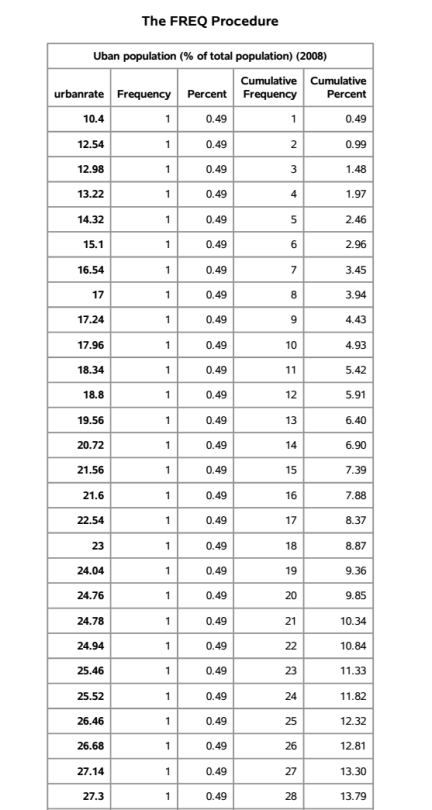 The FREQ Procedure
Uban population (% of total population) (2008)
urbanrate Frequency Percent Cumulative Frequency Cumulative Percent
10.4 1 0.49 1 0.49
12.54 1 0.49 2 0.99
12.98 1 0.49 3 1.48
13.22 1 0.49 4 1.97
14.32 1 0.49 5 2.46
15.1 1 0.49 6 2.96
16.54 1 0.49 7 3.45
17 1 0.49 8 3.94
17.24 1 0.49 9 4.43
17.96 1 0.49 10 4.93
18.34 1 0.49 11 5.42
18.8 1 0.49 12 5.91
19.56 1 0.49 13 6.40
20.72 1 0.49 14 6.90
21.56 1 0.49 15 7.39
21.6 1 0.49 16 7.88
22.54 1 0.49 17 8.37
23 1 0.49 18 8.87
24.04 1 0.49 19 9.36
24.76 1 0.49 20 9.85
24.78 1 0.49 21 10.34
24.94 1 0.49 22 10.84
25.46 1 0.49 23 11.33
25.52 1 0.49 24 11.82
26.46 1 0.49 25 12.32
26.68 1 0.49 26 12.81
27.14 1 0.49 27 13.30
27.3 1 0.49 28 13.79